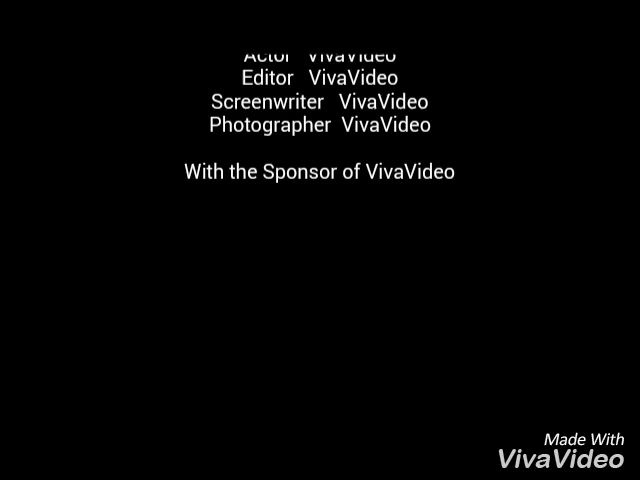 Actor VivaVideo
Editor VivaVideo
Screenwriter VivaVideo
Photographer VivaVideo
With the Sponsor of VivaVideo
Made With
VivaVideo